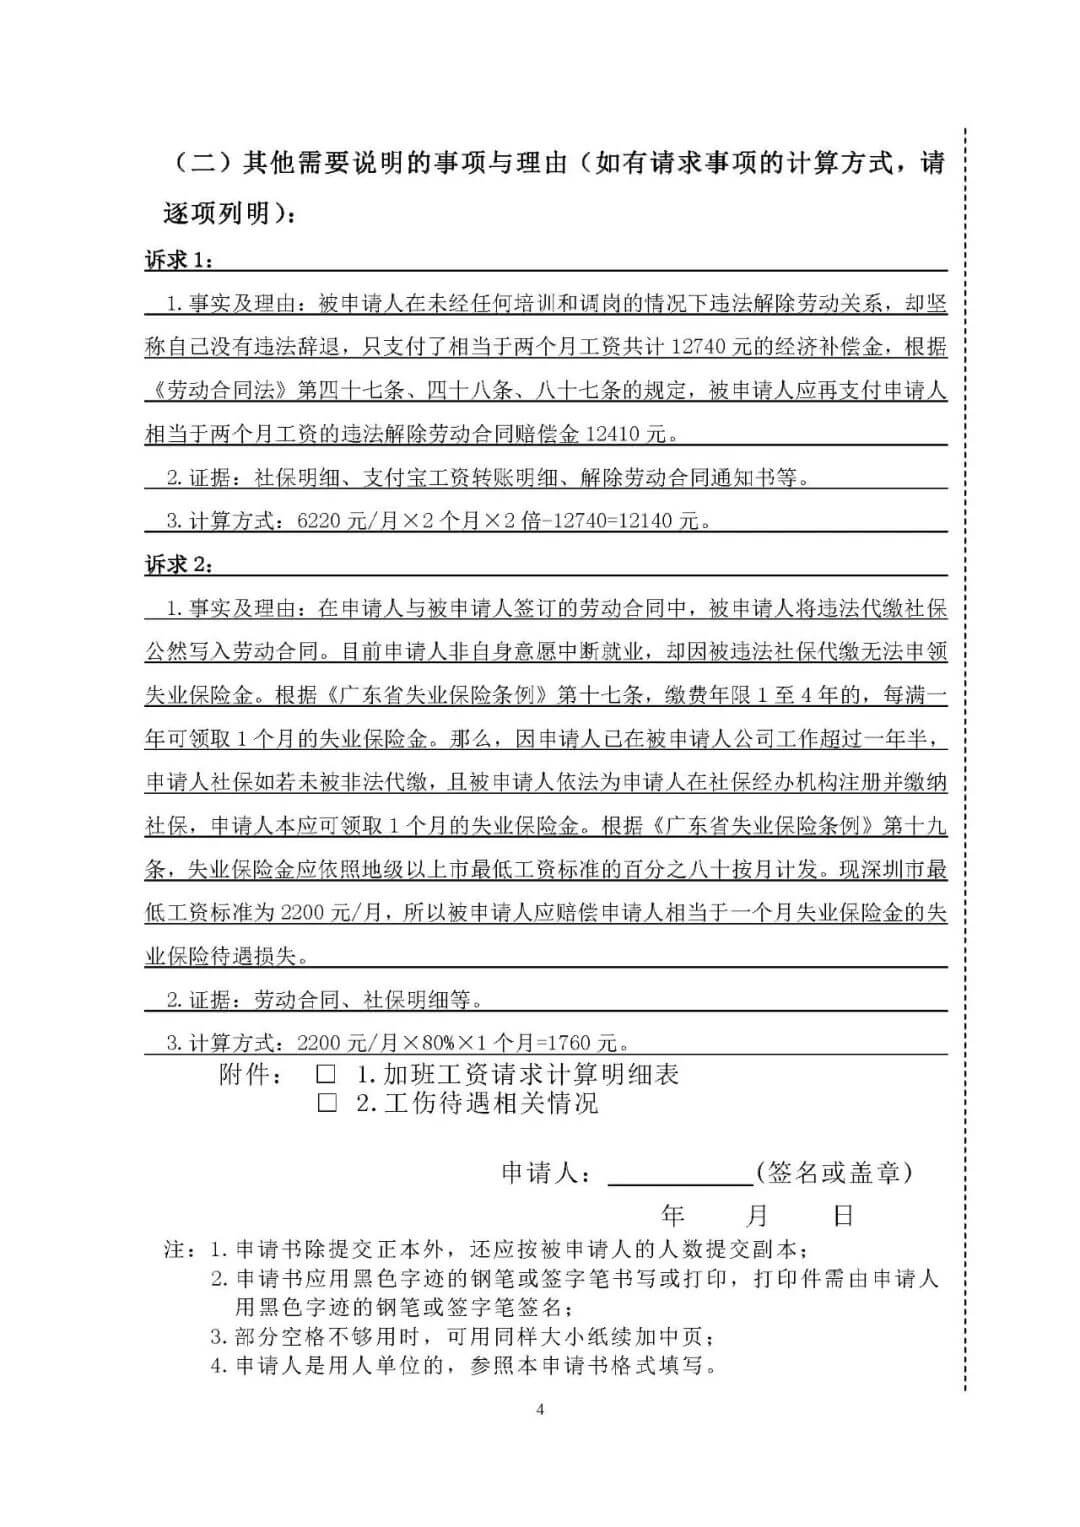 （二）其他需要说明的事项与理由（如有请求事项的计算方式，请
逐项列明）：
诉求 1：
1.事实及理由：被申请人在未经任何培训和调岗的情况下违法解除劳动关系，却坚
称自己没有违法辞退，只支付了相当于两个月工资共计 12740 元的经济补偿金，根据
《劳动合同法》第四十七条、四十八条、八十七条的规定，被申请人应再支付申请人
相当于两个月工资的违法解除劳动合同赔偿金 12410 元。
2.证据：社保明细、支付宝工资转账明细、解除劳动合同通知书等。
3.计算方式：6220 元/月×2 个月×2 倍-12740=12140 元。
诉求 2：
1.事实及理由：在申请人与被申请人签订的劳动合同中，被申请人将违法代缴社保
公然写入劳动合同。目前申请人非自身意愿中断就业，却因被违法社保代缴无法申领
失业保险金。根据《广东省失业保险条例》第十七条，缴费年限 1 至 4 年的，每满一
年可领取 1 个月的失业保险金。那么，因申请人已在被申请人公司工作超过一年半，
申请人社保如若未被非法代缴，且被申请人依法为申请人在社保经办机构注册并缴纳
社保，申请人本应可领取 1 个月的失业保险金。根据《广东省失业保险条例》第十九
条，失业保险金应依照地级以上市最低工资标准的百分之八十按月计发。现深圳市最
低工资标准为 2200 元/月，所以被申请人应赔偿申请人相当于一个月失业保险金的失
业保险待遇损失。
2.证据：劳动合同、社保明细等。
3.计算方式：2200 元/月×80%×1 个月=1760 元。
附件： □ 1.加班工资请求计算明细表
□ 2.工伤待遇相关情况
申请人：__________(签名或盖章)
年 月 日
注：1.申请书除提交正本外，还应按被申请人的人数提交副本；
2.申请书应用黑色字迹的钢笔或签字笔书写或打印，打印件需由申请人
用黑色字迹的钢笔或签字笔签名；
3.部分空格不够用时，可用同样大小纸续加中页；
4.申请人是用人单位的，参照本申请书格式填写。
4